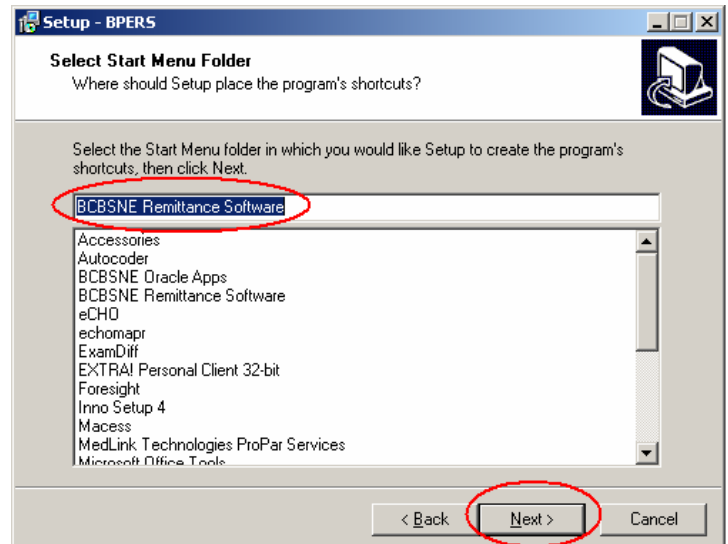 Setup - BPERS
Select Start Menu Folder
Where should Setup place the program's shortcuts?
Select the Start Menu folder in which you would like Setup to create the program's
shortcuts, then click Next.
BCBSNE Remittance Software
Accessories
Autocoder
BCBSNE Oracle Apps
BCBSNE Remittance Software
eCHO
echomapr
ExamDiff
EXTRA! Personal Client 32-bit
Foresight
Inno Setup 4
Macess
MedLink Technologies ProPar Services
Microsoft Office Tools
< Back Next > Cancel